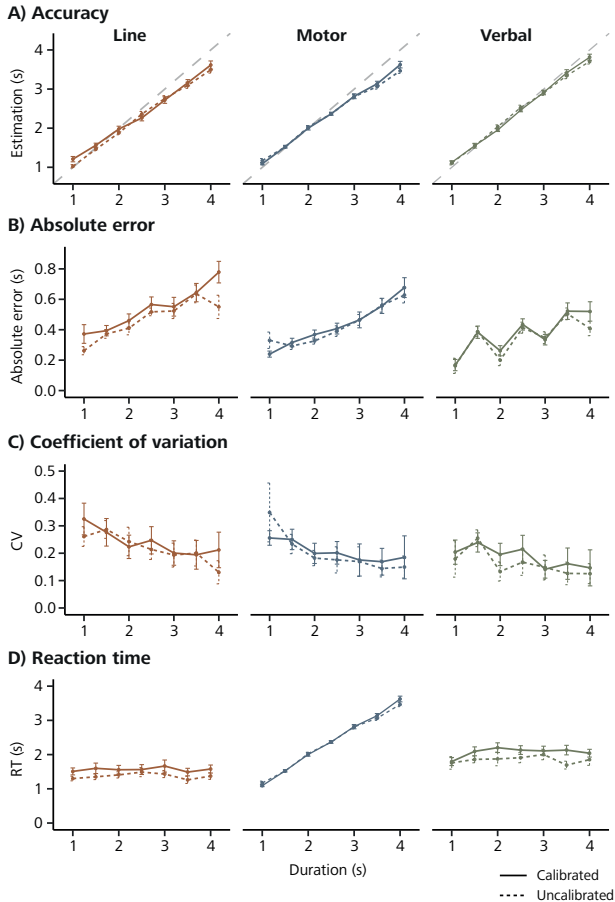 A) Accuracy
Line Motor Verbal
Estimation (s)
4
3
2
1
1 2 3 4 1 2 3 4 1 2 3 4
B) Absolute error
Absolute error (s)
0.8
0.6
0.4
0.2
0.0
1 2 3 4 1 2 3 4 1 2 3 4
C) Coefficient of variation
CV
0.5
0.4
0.3
0.2
0.1
0.0
1 2 3 4 1 2 3 4 1 2 3 4
D) Reaction time
RT (s)
4
3
2
1
0
1 2 3 4 1 2 3 4 1 2 3 4
Duration (s)
Calibrated
Uncalibrated